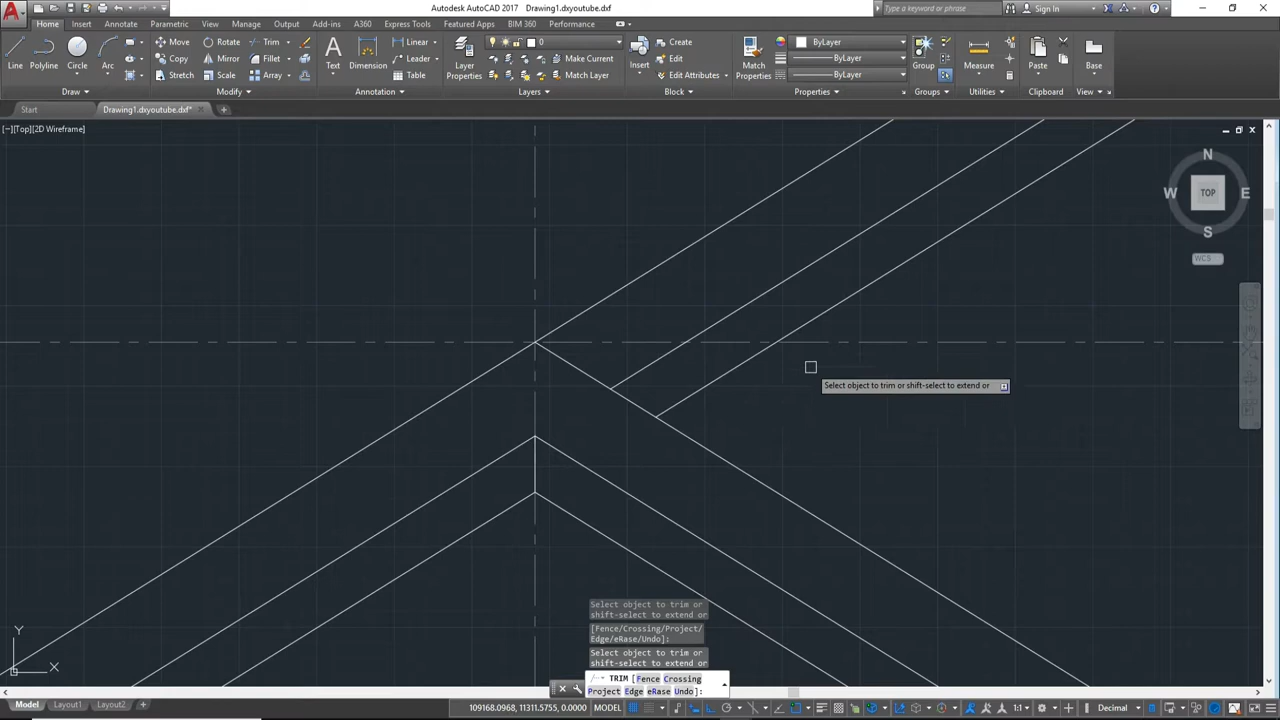 Autodesk AutoCAD 2017   Drawing1.dxyoutube.dxf
Type a keyword or phrase
Sign In
Home Insert Annotate Parametric View Manage Output Add-ins A360 Express Tools Featured Apps BIM 360 Performance
Line
Polyline
Circle
Arc
Draw
Move
Rotate
Trim
Copy
Mirror
Fillet
Stretch
Scale
Array
Modify
Text
Dimension
Linear
Leader
Table
Annotation
Layer
Properties
0
Make Current
Match Layer
Layers
Insert
Create
Edit
Edit Attributes
Block
Match
Properties
ByLayer
ByLayer
ByLayer
Properties
Group
Groups
Measure
Utilities
Paste
Clipboard
Base
View
Start
Drawing1.dxyoutube.dxf*
[−][Top][2D Wireframe]
N
W TOP E
S
WCS
Select object to trim or shift-select to extend or
Select object to trim or
shift-select to extend or
[Fence/Crossing/Project/
Edge/eRase/Undo]:
Select object to trim or
shift-select to extend or
TRIM [Fence Crossing
Project Edge eRase Undo]:
Y
X
Model Layout1 Layout2 +
109168.0968, 11311.5755, 0.0000 MODEL
1:1
Decimal